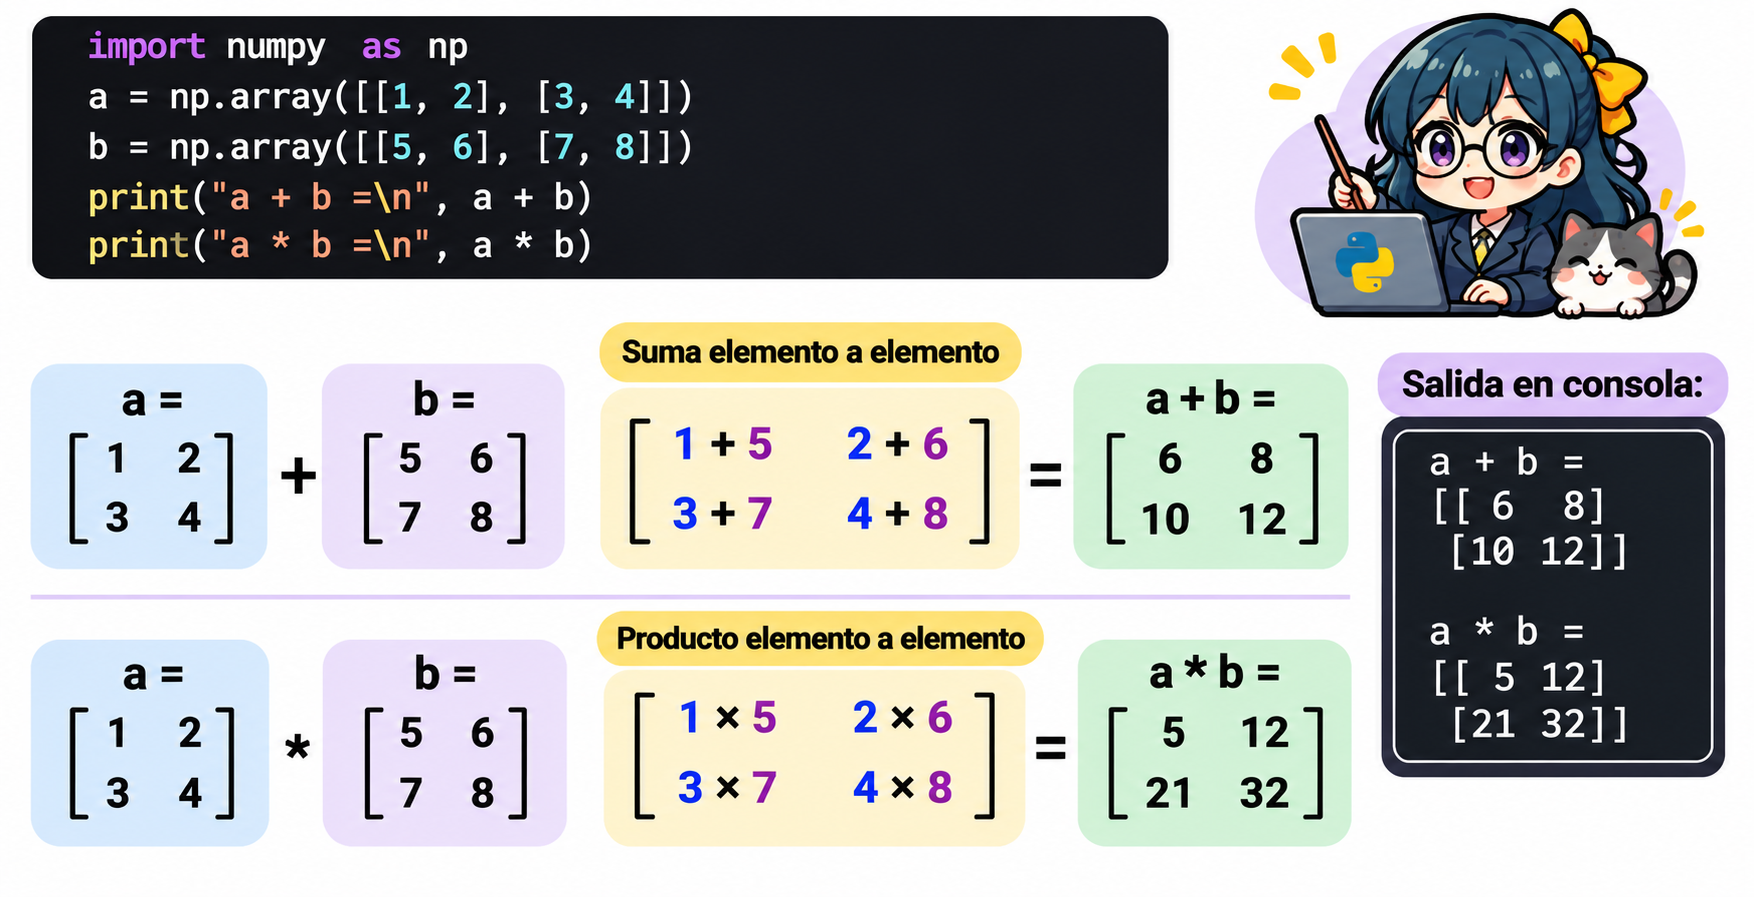 import numpy as np
a = np.array([[1, 2], [3, 4]])
b = np.array([[5, 6], [7, 8]])
print("a + b =\n", a + b)
print("a * b =\n", a * b)
a =
1 2
3 4
+
b =
5 6
7 8
Suma elemento a elemento
1 + 5 2 + 6
3 + 7 4 + 8
=
a + b =
6 8
10 12
a =
1 2
3 4
*
b =
5 6
7 8
Producto elemento a elemento
1 × 5 2 × 6
3 × 7 4 × 8
=
a * b =
5 12
21 32
Salida en consola:
a + b =
[[ 6  8]
[10 12]]
a * b =
[[ 5 12]
[21 32]]